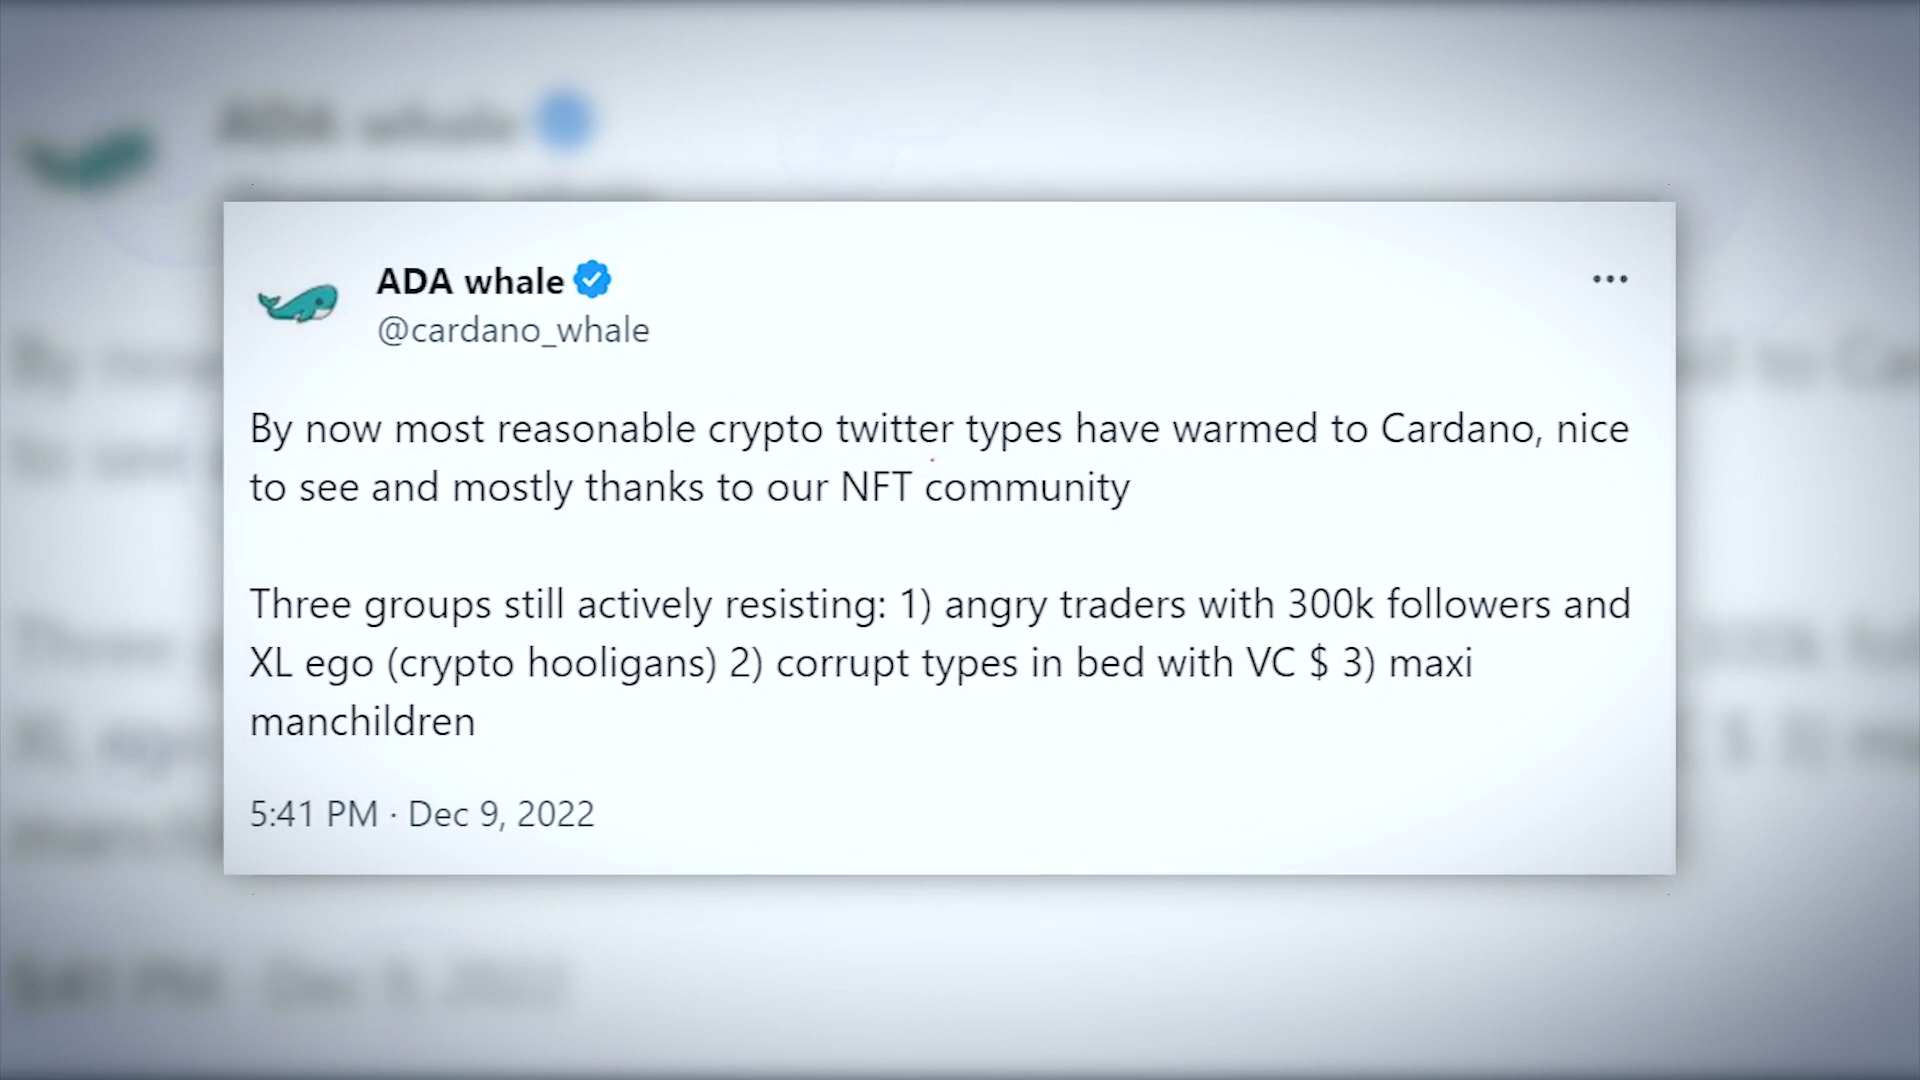 ADA whale
@cardano_whale
By now most reasonable crypto twitter types have warmed to Cardano, nice
to see and mostly thanks to our NFT community
Three groups still actively resisting: 1) angry traders with 300k followers and
XL ego (crypto hooligans) 2) corrupt types in bed with VC $ 3) maxi
manchildren
5:41 PM · Dec 9, 2022